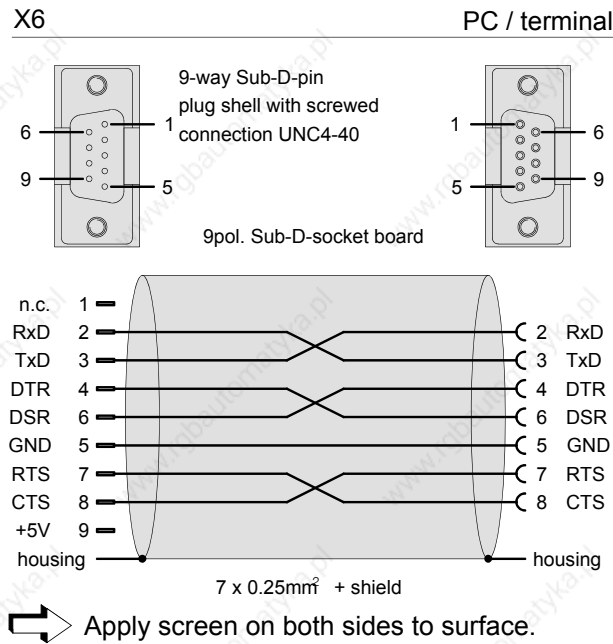 X6 PC / terminal
9-way Sub-D-pin
plug shell with screwed
connection UNC4-40
6 1 1 6
9 5 5 9
9pol. Sub-D-socket board
n.c. 1
RxD 2 2 RxD
TxD 3 3 TxD
DTR 4 4 DTR
DSR 6 6 DSR
GND 5 5 GND
RTS 7 7 RTS
CTS 8 8 CTS
+5V 9
housing housing
7 x 0.25mm² + shield
Apply screen on both sides to surface.
www.rgbautomatyka.pl